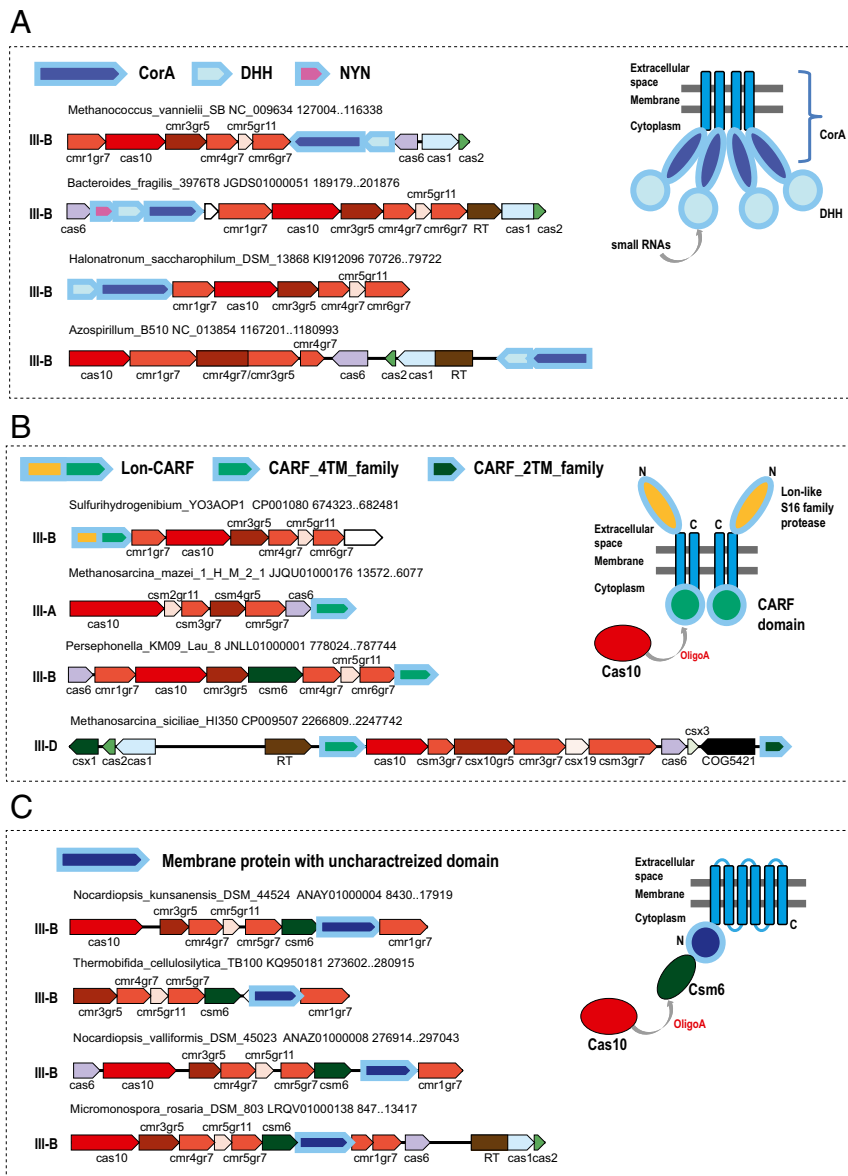 A
CorA DHH NYN
Methanococcus_vannielii_SB NC_009634 127004..116338
cmr3gr5 cmr5gr11
III-B
cmr1gr7 cas10 cmr4gr7 cmr6gr7 cas6 cas1 cas2
Bacteroides_fragilis_3976T8 JGDS01000051 189179..201876
cmr5gr11
III-B
cas6 cmr1gr7 cas10 cmr3gr5 cmr4gr7 cmr6gr7 RT cas1 cas2
Halonatronum_saccharophilum_DSM_13868 KI912096 70726..79722
cmr5gr11
III-B
cmr1gr7 cas10 cmr3gr5 cmr4gr7 cmr6gr7
Azospirillum_B510 NC_013854 1167201..1180993
cmr4gr7
III-B
cas10 cmr1gr7 cmr4gr7/cmr3gr5 cas6 cas2 cas1 RT
Extracellular
space
Membrane
Cytoplasm
CorA
DHH
small RNAs
B
Lon-CARF CARF_4TM_family CARF_2TM_family
Sulfurihydrogenibium_YO3AOP1 CP001080 674323..682481
cmr3gr5 cmr5gr11
III-B
cmr1gr7 cas10 cmr4gr7 cmr6gr7
Methanosarcina_mazei_1_H_M_2_1 JJQU01000176 13572..6077
csm2gr11 csm4gr5 cas6
III-A
cas10 csm3gr7 cmr5gr7
Persephonella_KM09_Lau_8 JNLL01000001 778024..787744
cmr5gr11
III-B
cas6 cmr1gr7 cas10 cmr3gr5 csm6 cmr4gr7 cmr6gr7
Methanosarcina_siciliae_HI350 CP009507 2266809..2247742
csx3
III-D
csx1 cas2cas1 RT cas10 csm3gr7 csx10gr5 cmr3gr7 csx19 csm3gr7 cas6 COG5421
N N
Lon-like
S16 family
protease
Extracellular
space
C C
Membrane
Cytoplasm
CARF
domain
OligoA
Cas10
C
Membrane protein with uncharactreized domain
Nocardiopsis_kunsanensis_DSM_44524 ANAY01000004 8430..17919
cmr3gr5 cmr5gr11 csm6
III-B
cas10 cmr4gr7 cmr5gr7 cmr1gr7
Thermobifida_cellulosilytica_TB100 KQ950181 273602..280915
cmr4gr7 cmr5gr7
III-B
cmr3gr5 cmr5gr11 csm6 cmr1gr7
Nocardiopsis_valliformis_DSM_45023 ANAZ01000008 276914..297043
cmr3gr5 cmr5gr11
III-B
cas6 cas10 cmr4gr7 cmr5gr7 csm6 cmr1gr7
Micromonospora_rosaria_DSM_803 LRQV01000138 847..13417
cmr5gr11 csm6
III-B
cas10 cmr3gr5 cmr4gr7 cmr5gr7 cmr1gr7 cas6 RT cas1cas2
Extracellular
space
Membrane
Cytoplasm
C
N
Csm6
OligoA
Cas10